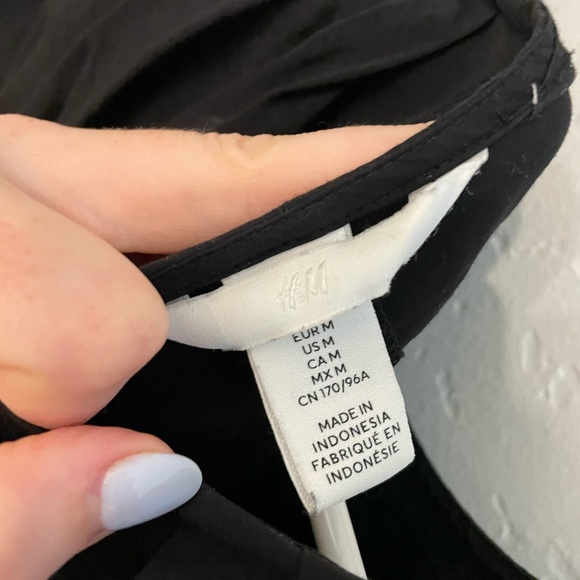 H&M
EUR M
US M
CA M
MX M
CN 170/96A
MADE IN
INDONESIA
FABRIQUÉ EN
INDONÉSIE